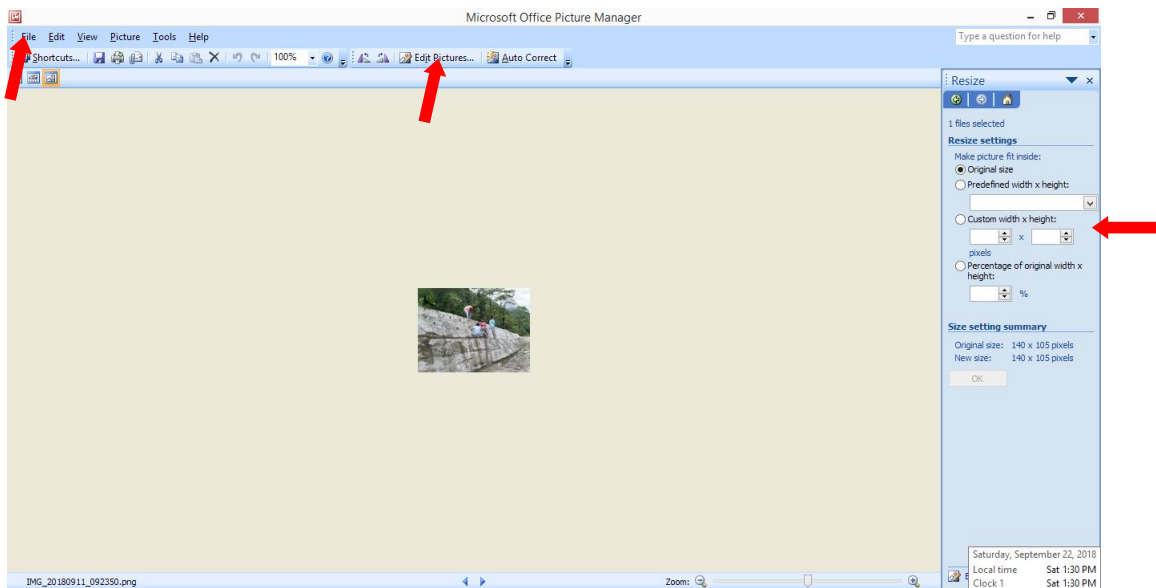 Microsoft Office Picture Manager
File Edit View Picture Tools Help
Type a question for help
Shortcuts... 100% Edit Pictures... Auto Correct
Resize
1 files selected
Resize settings
Make picture fit inside:
Original size
Predefined width x height:
Custom width x height:
x
pixels
Percentage of original width x
height:
%
Size setting summary
Original size: 140 x 105 pixels
New size: 140 x 105 pixels
OK
Saturday, September 22, 2018
Local time Sat 1:30 PM
Clock 1 Sat 1:30 PM
IMG_20180911_092350.png Zoom: